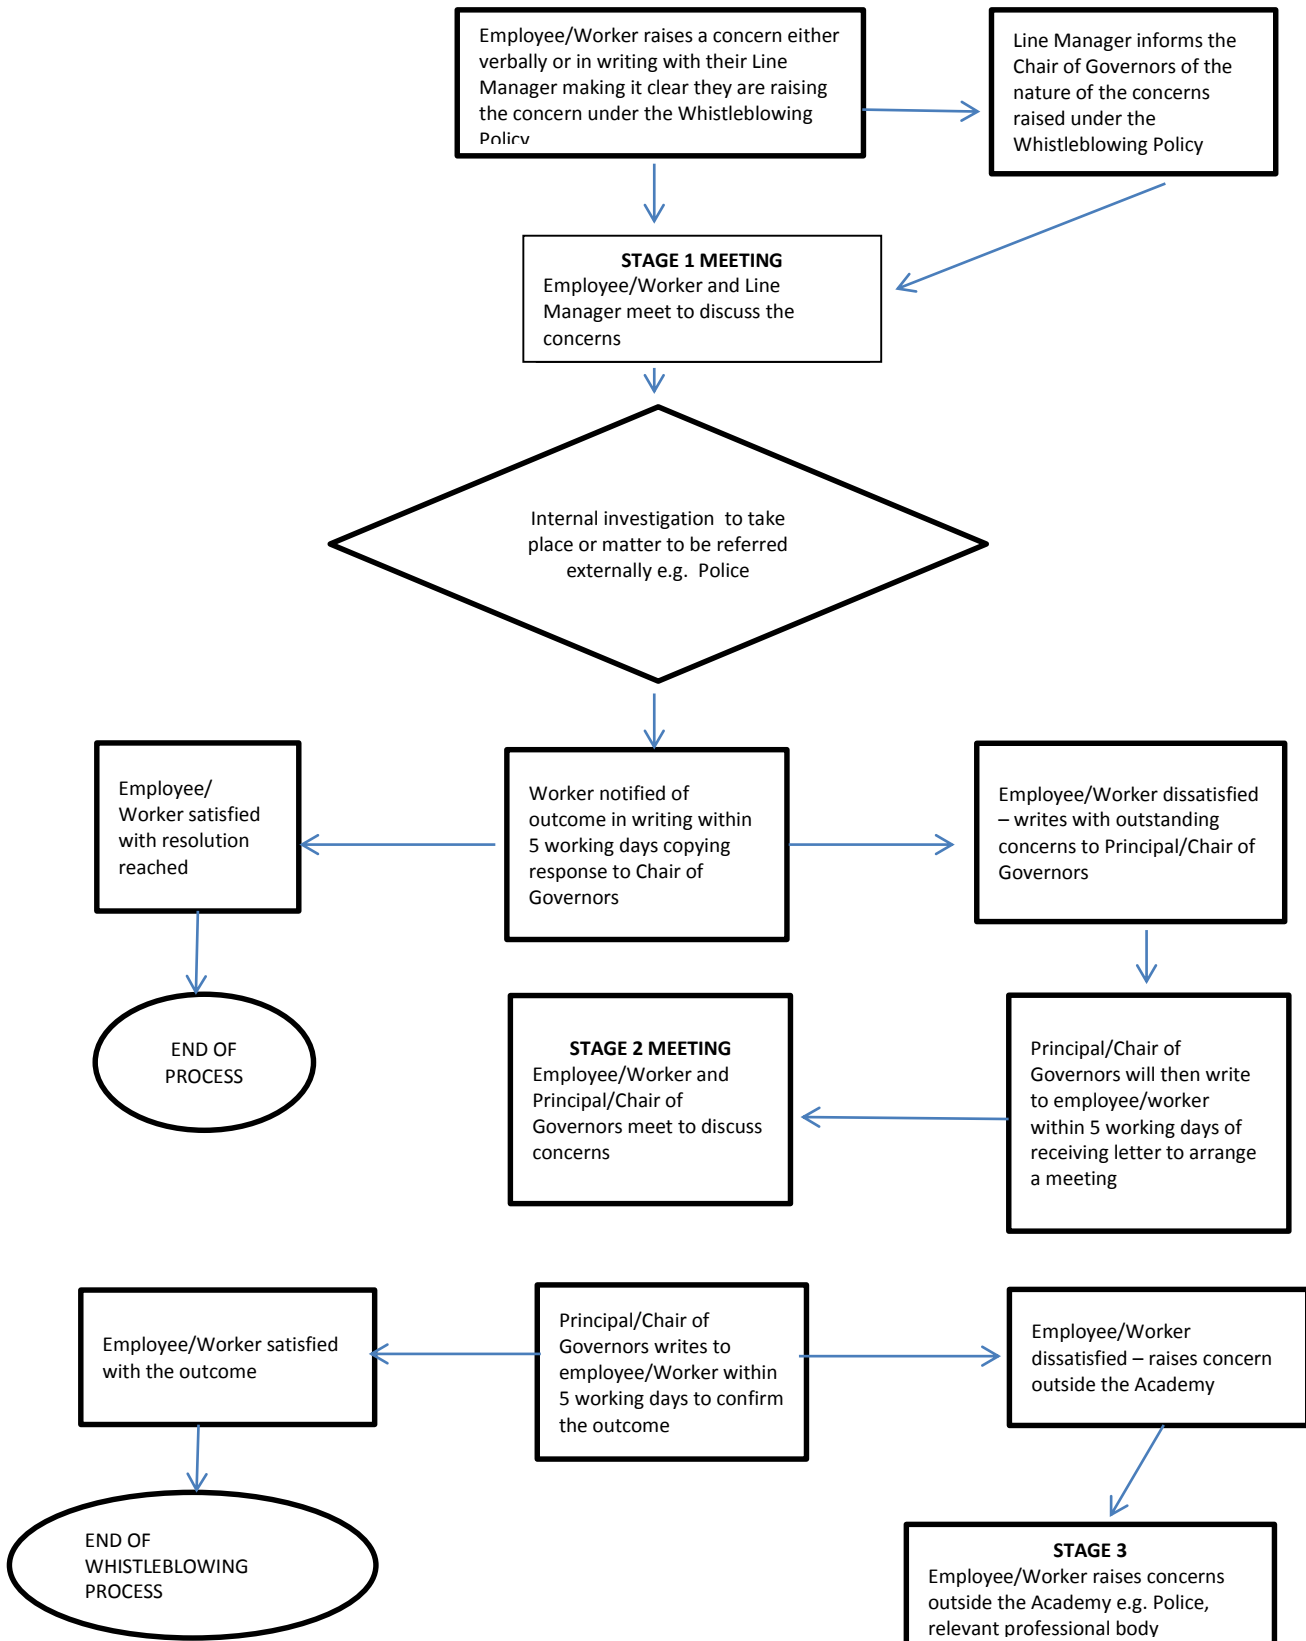 Employee/Worker raises a concern either
verbally or in writing with their Line
Manager making it clear they are raising
the concern under the Whistleblowing
Policy
Line Manager informs the
Chair of Governors of the
nature of the concerns
raised under the
Whistleblowing Policy
STAGE 1 MEETING
Employee/Worker and Line
Manager meet to discuss the
concerns
Internal investigation to take
place or matter to be referred
externally e.g. Police
Employee/
Worker satisfied
with resolution
reached
Worker notified of
outcome in writing within
5 working days copying
response to Chair of
Governors
Employee/Worker dissatisfied
– writes with outstanding
concerns to Principal/Chair of
Governors
END OF
PROCESS
STAGE 2 MEETING
Employee/Worker and
Principal/Chair of
Governors meet to discuss
concerns
Principal/Chair of
Governors will then write
to employee/worker
within 5 working days of
receiving letter to arrange
a meeting
Employee/Worker satisfied
with the outcome
Principal/Chair of
Governors writes to
employee/Worker within
5 working days to confirm
the outcome
Employee/Worker
dissatisfied – raises concern
outside the Academy
END OF
WHISTLEBLOWING
PROCESS
STAGE 3
Employee/Worker raises concerns
outside the Academy e.g. Police,
relevant professional body